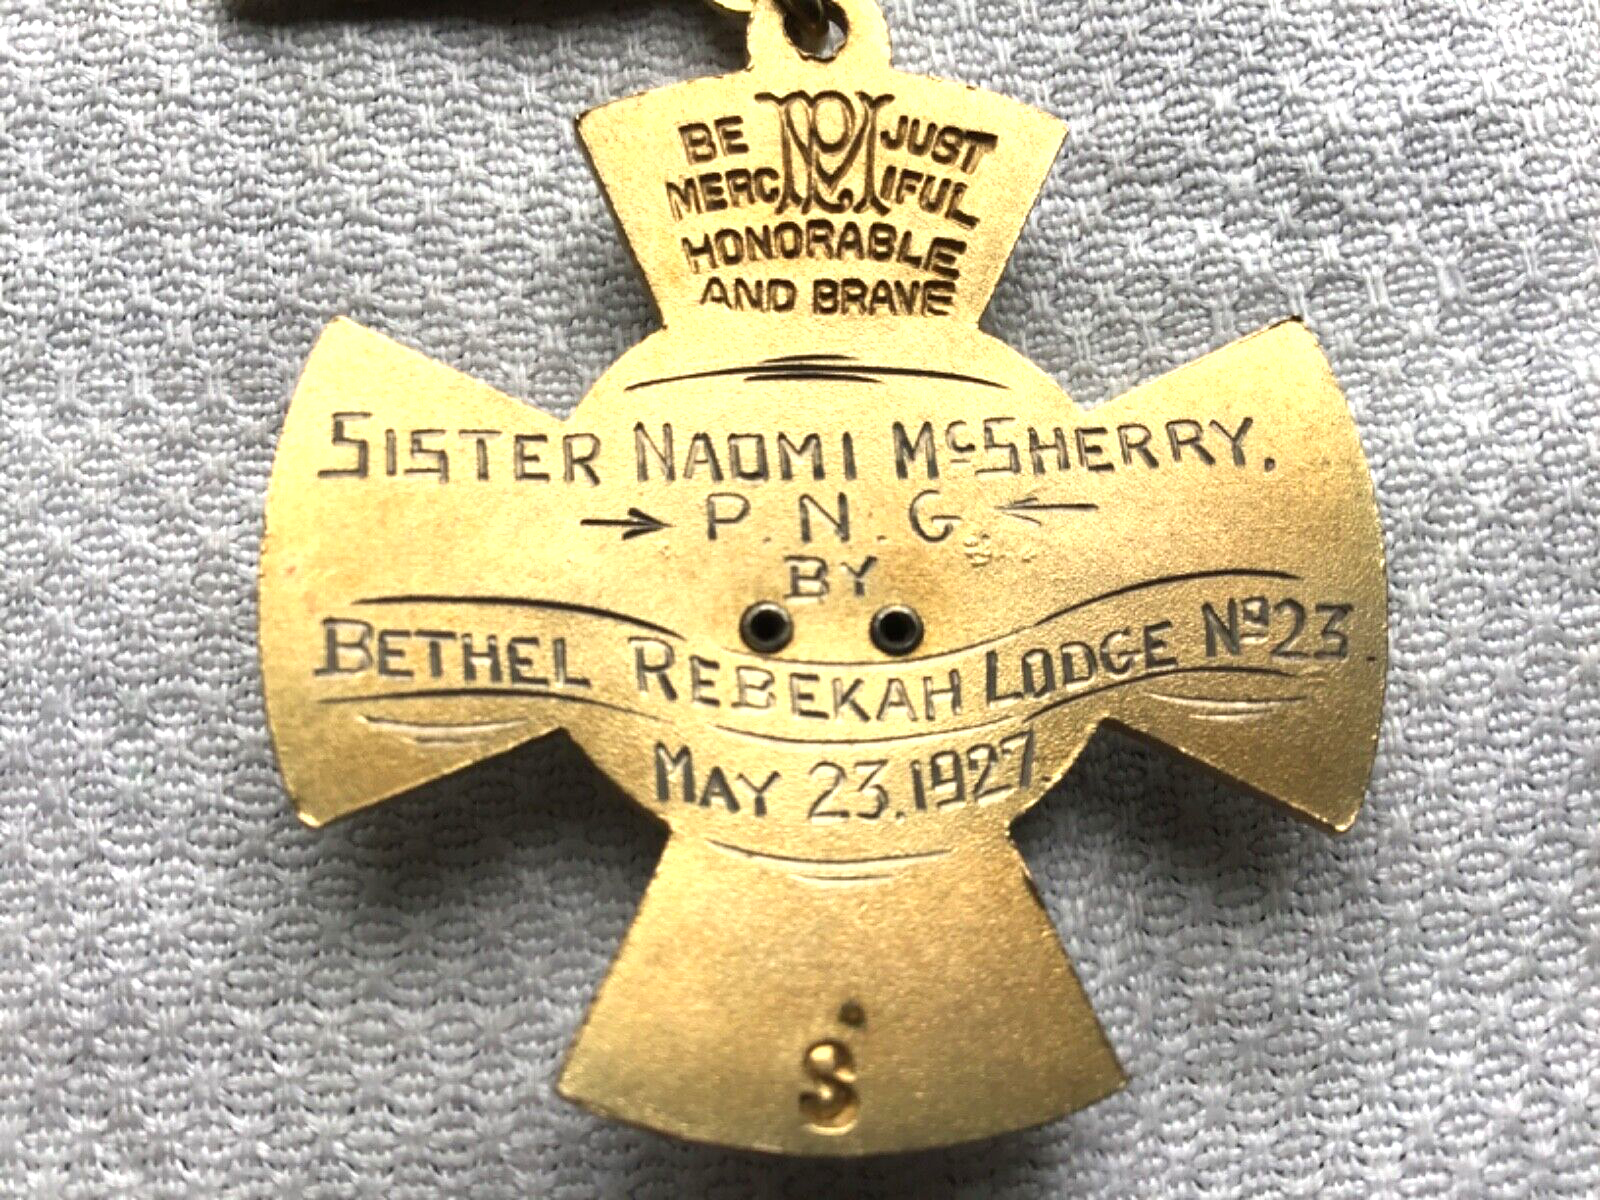 BE JUST
MERCIFUL
HONORABLE
AND BRAVE
SISTER NAOMI McSHERRY.
P. N. G.
BY
BETHEL REBEKAH LODGE No 23
MAY 23, 1927.
S